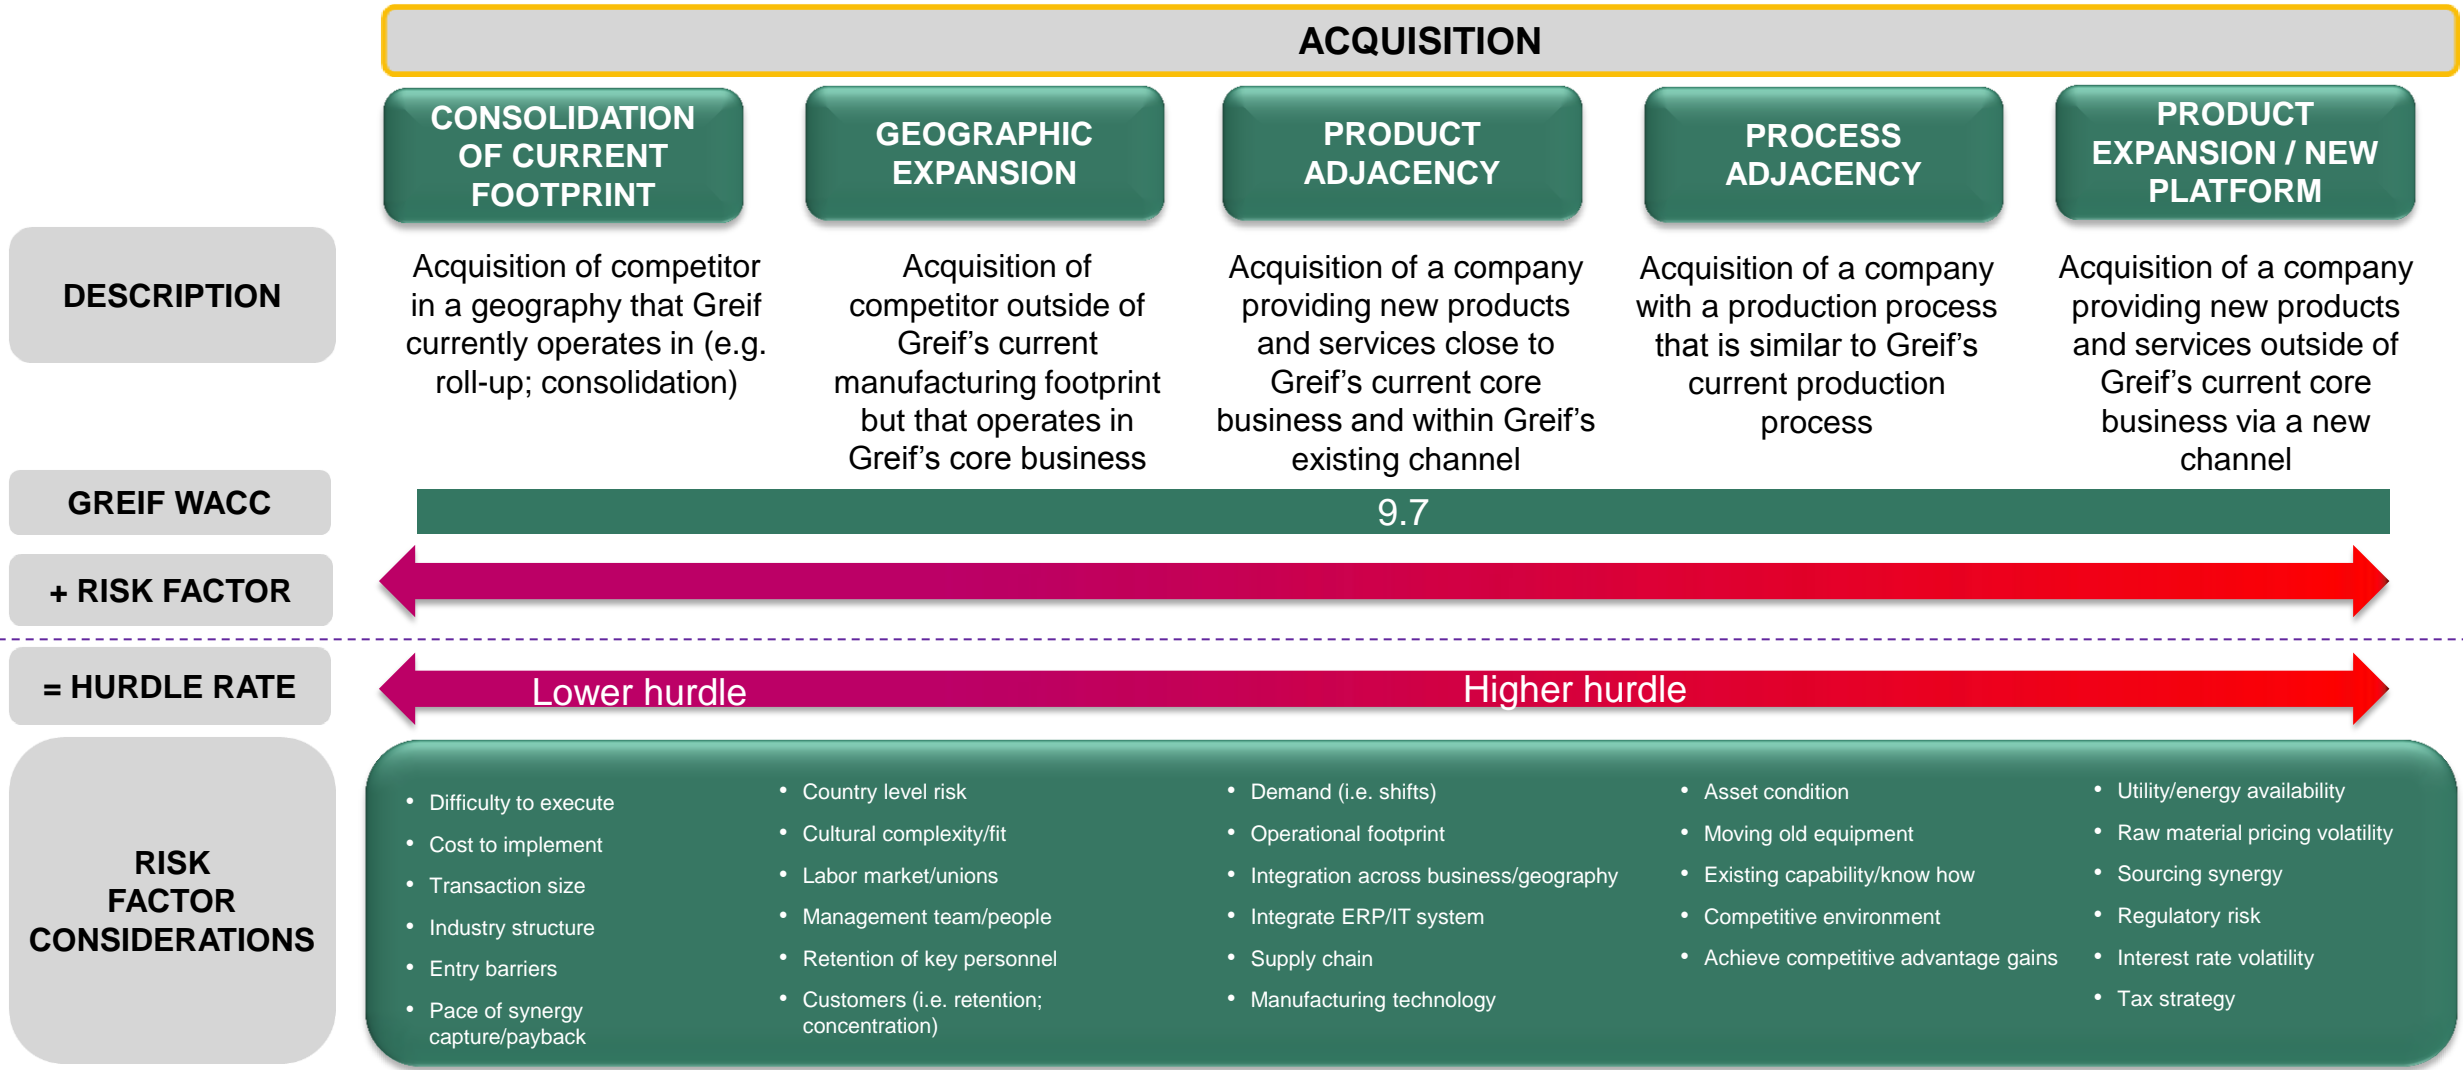 ACQUISITION
CONSOLIDATION
OF CURRENT
FOOTPRINT
GEOGRAPHIC
EXPANSION
PRODUCT
ADJACENCY
PROCESS
ADJACENCY
PRODUCT
EXPANSION / NEW
PLATFORM
DESCRIPTION
Acquisition of competitor
in a geography that Greif
currently operates in (e.g.
roll-up; consolidation)
Acquisition of
competitor outside of
Greif’s current
manufacturing footprint
but that operates in
Greif’s core business
Acquisition of a company
providing new products
and services close to
Greif’s current core
business and within Greif’s
existing channel
Acquisition of a company
with a production process
that is similar to Greif’s
current production
process
Acquisition of a company
providing new products
and services outside of
Greif’s current core
business via a new
channel
GREIF WACC
9.7
+ RISK FACTOR
= HURDLE RATE
Lower hurdle
Higher hurdle
RISK
FACTOR
CONSIDERATIONS
• Difficulty to execute
• Cost to implement
• Transaction size
• Industry structure
• Entry barriers
• Pace of synergy
capture/payback
• Country level risk
• Cultural complexity/fit
• Labor market/unions
• Management team/people
• Retention of key personnel
• Customers (i.e. retention;
concentration)
• Demand (i.e. shifts)
• Operational footprint
• Integration across business/geography
• Integrate ERP/IT system
• Supply chain
• Manufacturing technology
• Asset condition
• Moving old equipment
• Existing capability/know how
• Competitive environment
• Achieve competitive advantage gains
• Utility/energy availability
• Raw material pricing volatility
• Sourcing synergy
• Regulatory risk
• Interest rate volatility
• Tax strategy